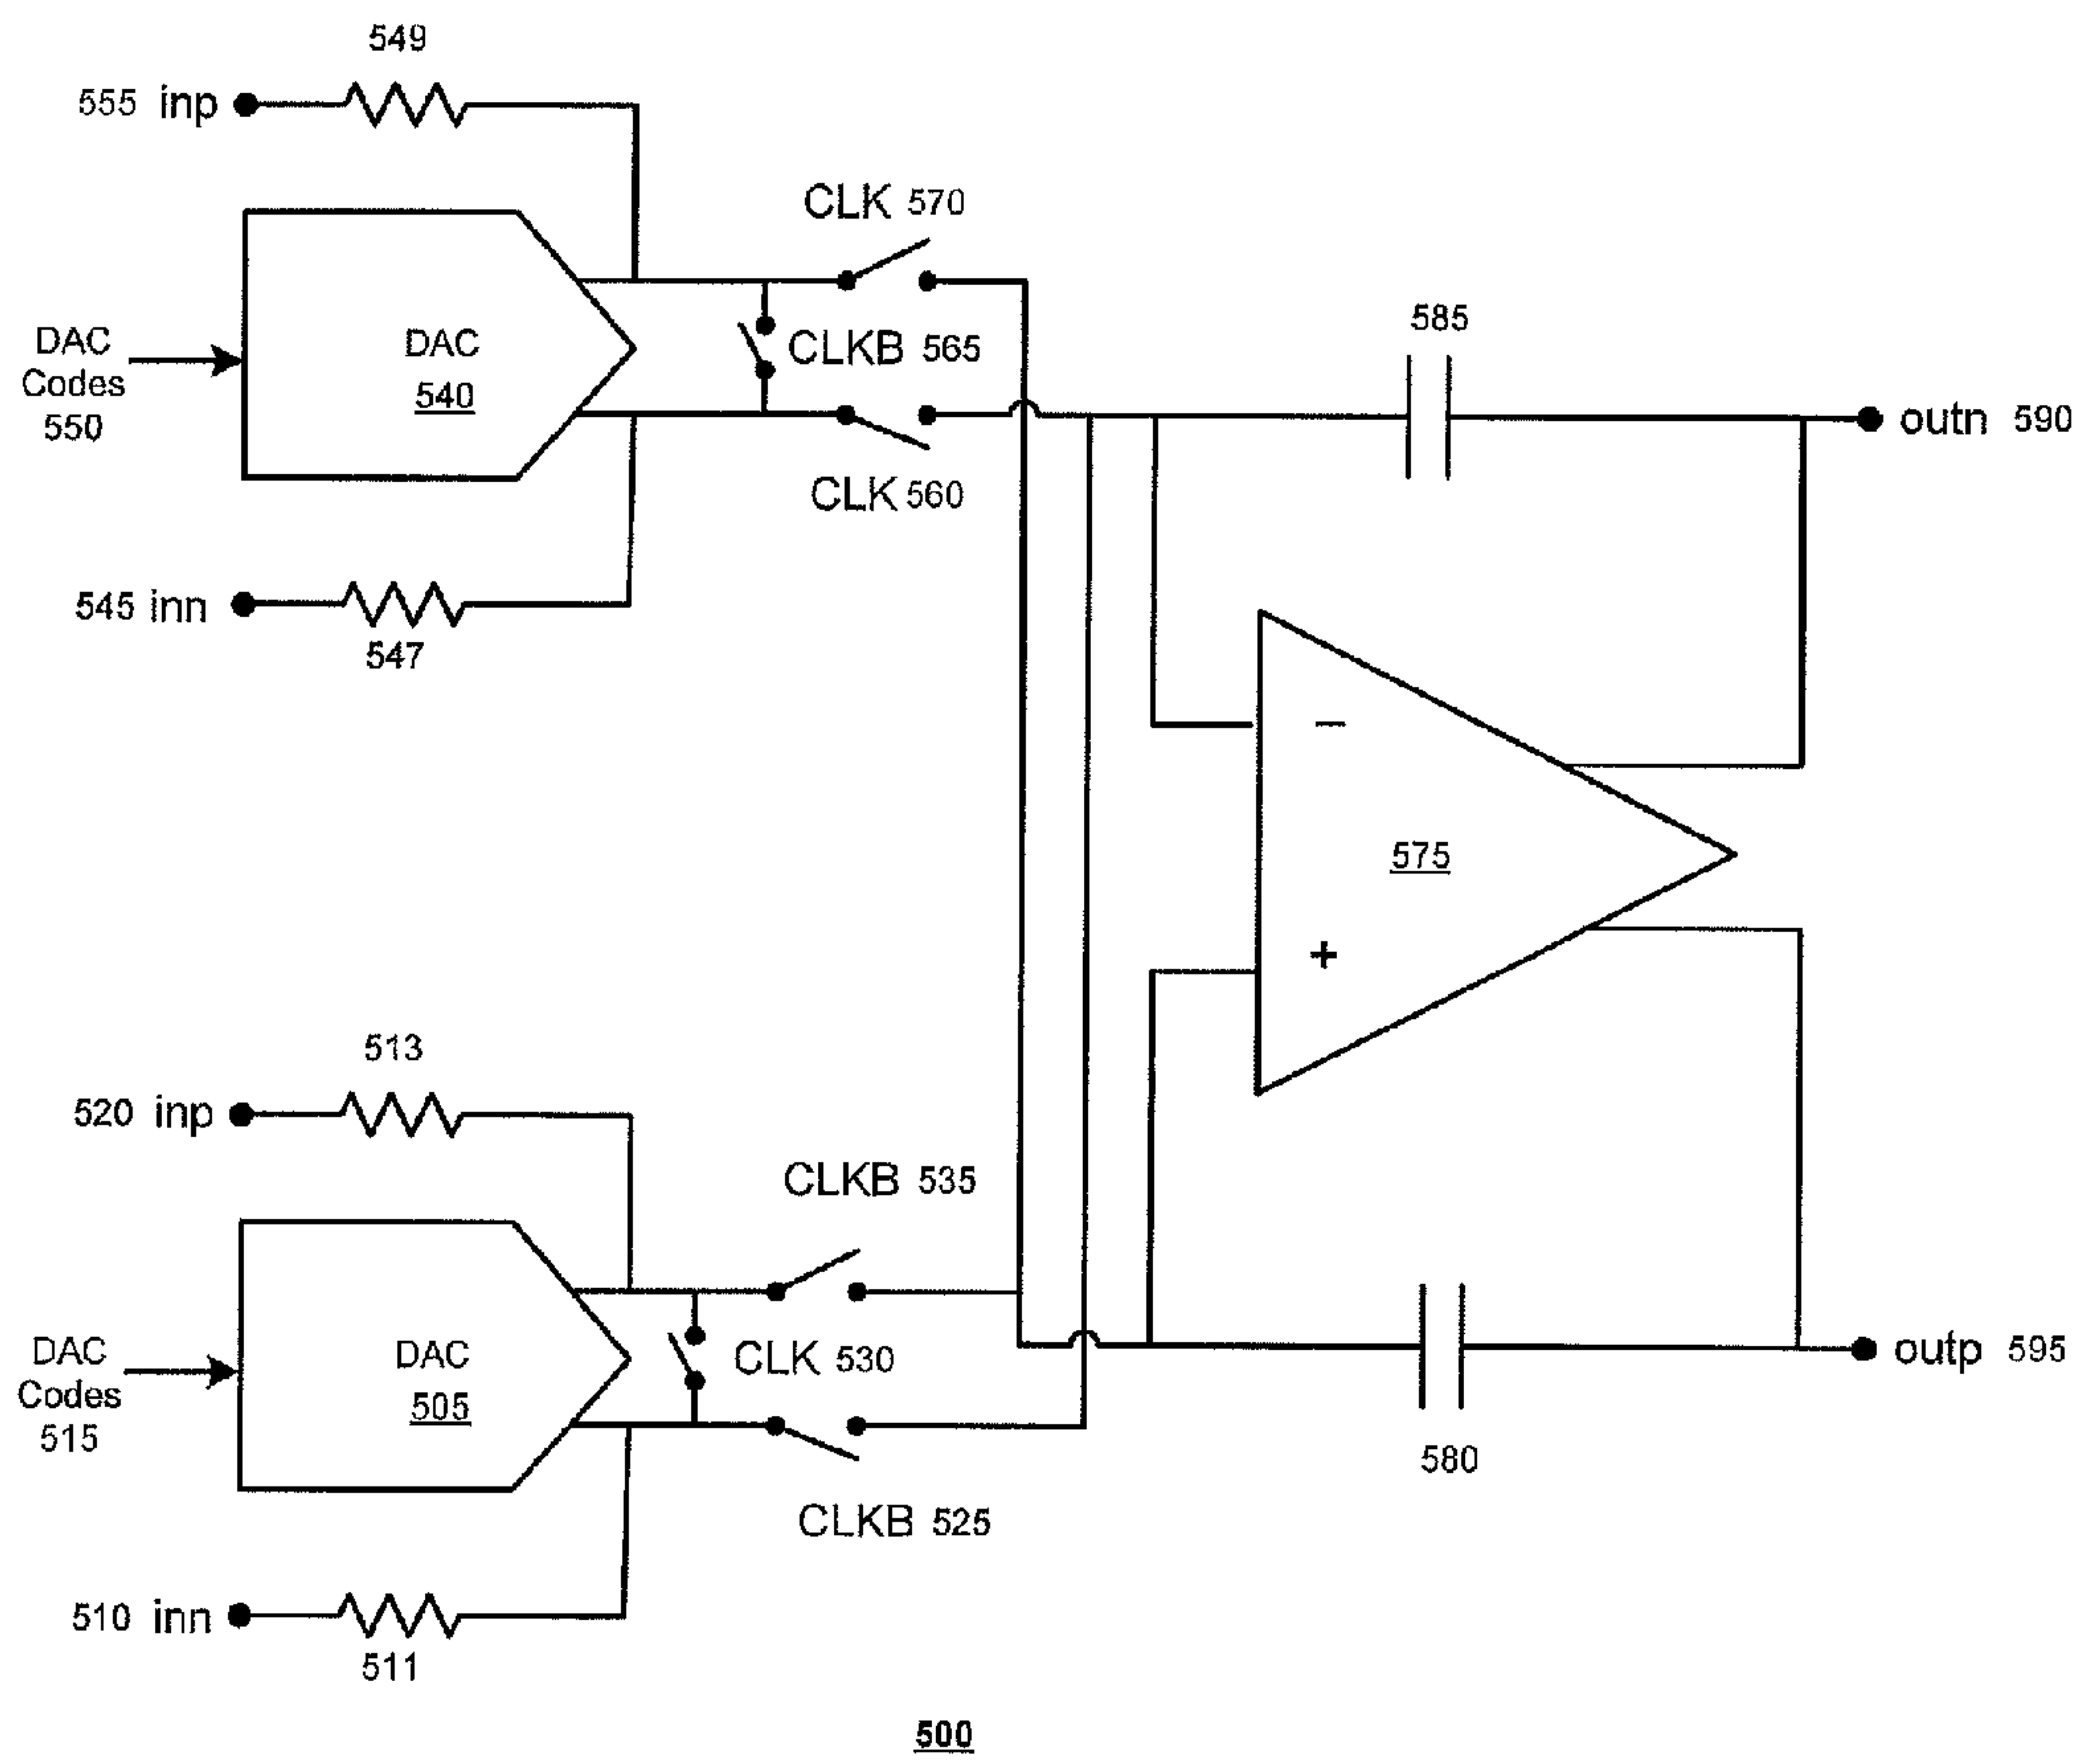 549
555 inp
CLK 570
DAC
Codes
550
DAC
540
CLKB 565
585
outn 590
CLK 560
545 inn
547
−
575
+
513
520 inp
CLKB 535
DAC
Codes
515
DAC
505
CLK 530
outp 595
580
CLKB 525
510 inn
511
500